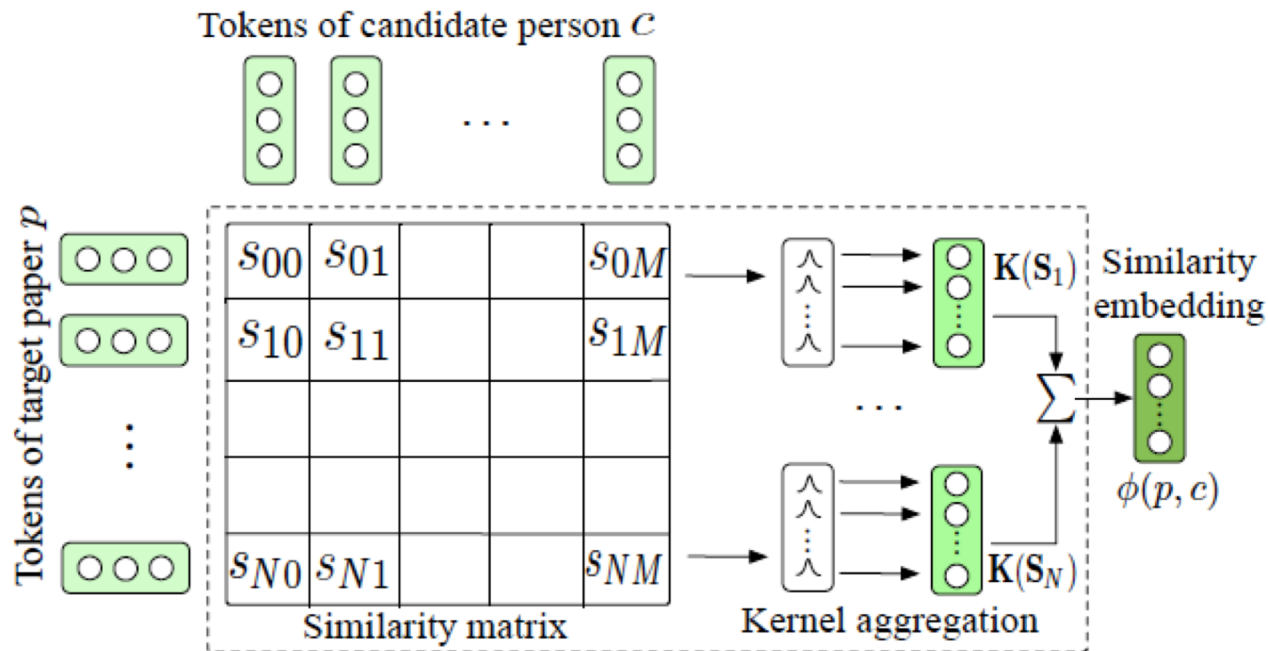 Tokens of candidate person c
...
Tokens of target paper p
...
s00 s01 s0M
s10 s11 s1M
sN0 sN1 sNM
Similarity matrix
K(S1)
...
K(SN)
Kernel aggregation
∑
Similarity
embedding
ϕ(p, c)